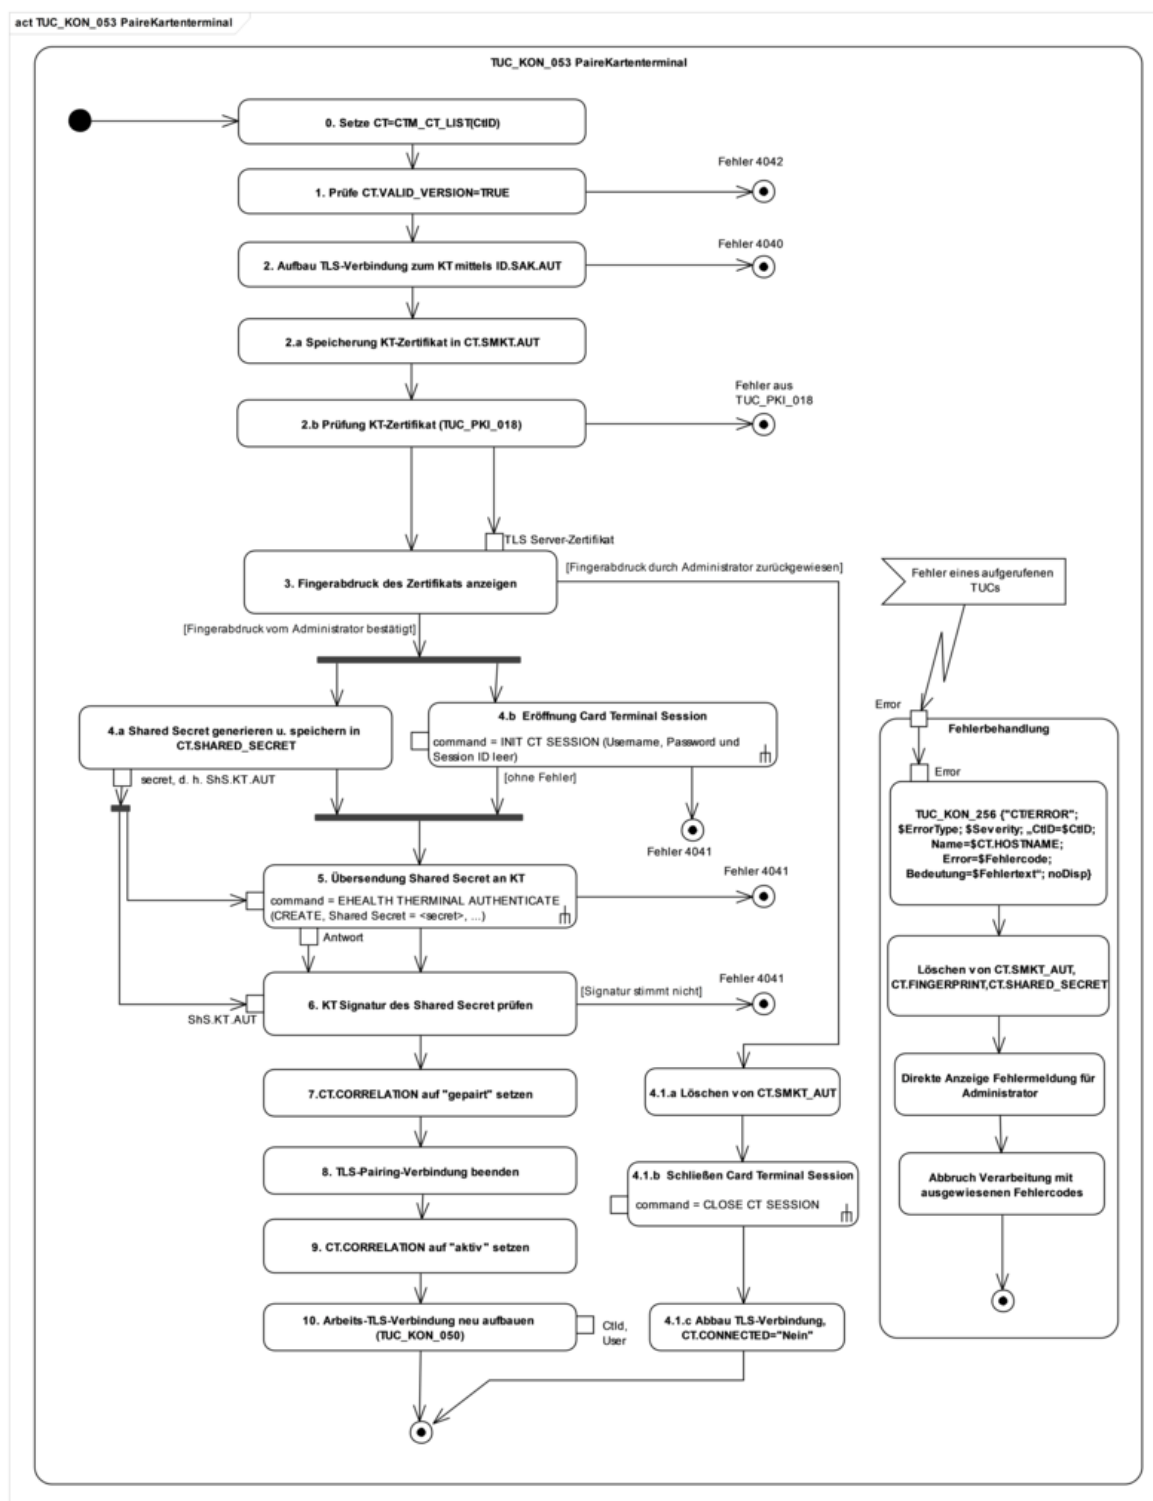 act TUC_KON_053 PaireKartenterminal
TUC_KON_053 PaireKartenterminal
0. Setze CT=CTM_CT_LIST(CtID)
Fehler 4042
1. Prüfe CT.VALID_VERSION=TRUE
Fehler 4040
2. Aufbau TLS-Verbindung zum KT mittels ID.SAK.AUT
2.a Speicherung KT-Zertifikat in CT.SMKT.AUT
Fehler aus
TUC_PKI_018
2.b Prüfung KT-Zertifikat (TUC_PKI_018)
TLS Server-Zertifikat
[Fingerabdruck durch Administrator zurückgewiesen]
3. Fingerabdruck des Zertifikats anzeigen
[Fingerabdruck vom Administrator bestätigt]
4.a Shared Secret generieren u. speichern in
CT.SHARED_SECRET
secret, d. h. ShS.KT.AUT
4.b Eröffnung Card Terminal Session
command = INIT CT SESSION (Username, Password und
Session ID leer)
[ohne Fehler]
Fehler 4041
5. Übersendung Shared Secret an KT
command = EHEALTH THERMINAL AUTHENTICATE
(CREATE, Shared Secret = <secret>, ...)
Fehler 4041
Antwort
6. KT Signatur des Shared Secret prüfen
[Signatur stimmt nicht]
Fehler 4041
ShS.KT.AUT
7.CT.CORRELATION auf "gepairt" setzen
8. TLS-Pairing-Verbindung beenden
9. CT.CORRELATION auf "aktiv" setzen
10. Arbeits-TLS-Verbindung neu aufbauen
(TUC_KON_050)
CtId,
User
4.1.a Löschen von CT.SMKT_AUT
4.1.b Schließen Card Terminal Session
command = CLOSE CT SESSION
4.1.c Abbau TLS-Verbindung,
CT.CONNECTED="Nein"
Fehler eines aufgerufenen
TUCs
Error
Fehlerbehandlung
Error
TUC_KON_256 {"CT/ERROR";
$ErrorType; $Severity; „CtID=$CtID;
Name=$CT.HOSTNAME;
Error=$Fehlercode;
Bedeutung=$Fehlertext“; noDisp}
Löschen von CT.SMKT_AUT,
CT.FINGERPRINT,CT.SHARED_SECRET
Direkte Anzeige Fehlermeldung für
Administrator
Abbruch Verarbeitung mit
ausgewiesenen Fehlercodes